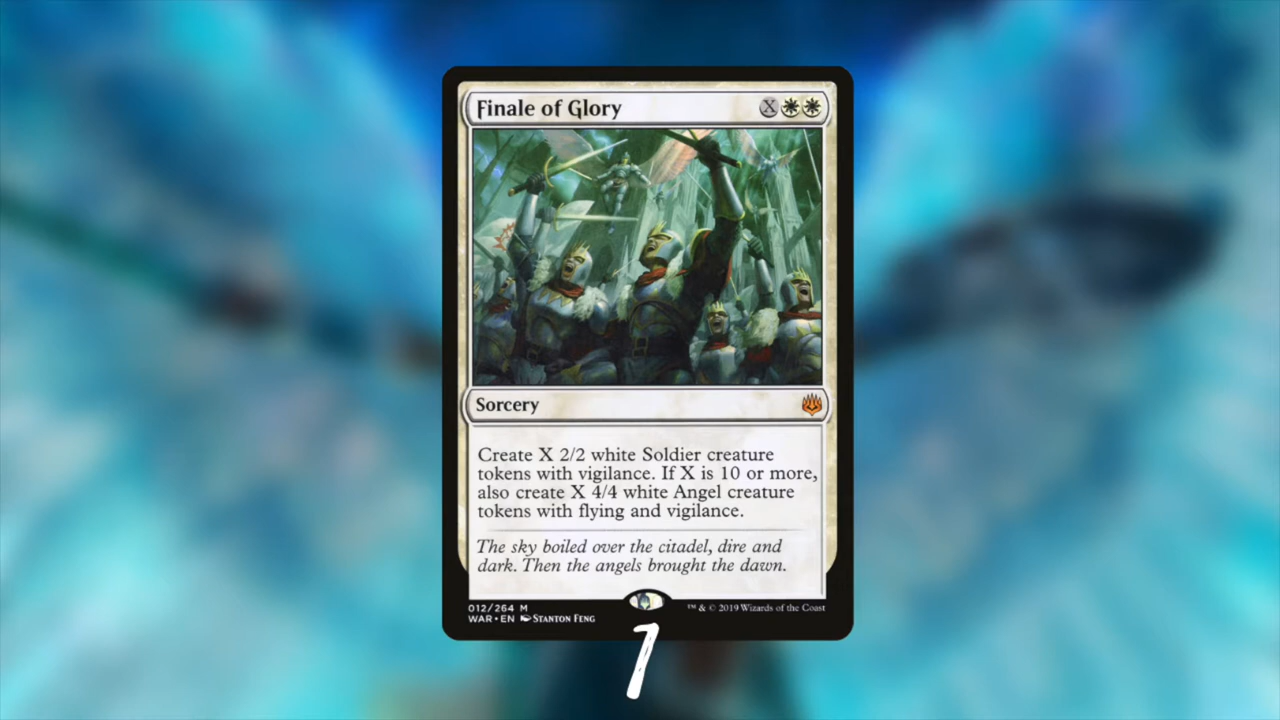 Finale of Glory X
Sorcery
Create X 2/2 white Soldier creature
tokens with vigilance. If X is 10 or more,
also create X 4/4 white Angel creature
tokens with flying and vigilance.
The sky boiled over the citadel, dire and
dark. Then the angels brought the dawn.
012/264 M
WAR • EN STANTON FENG
™ & © 2019 Wizards of the Coast
1